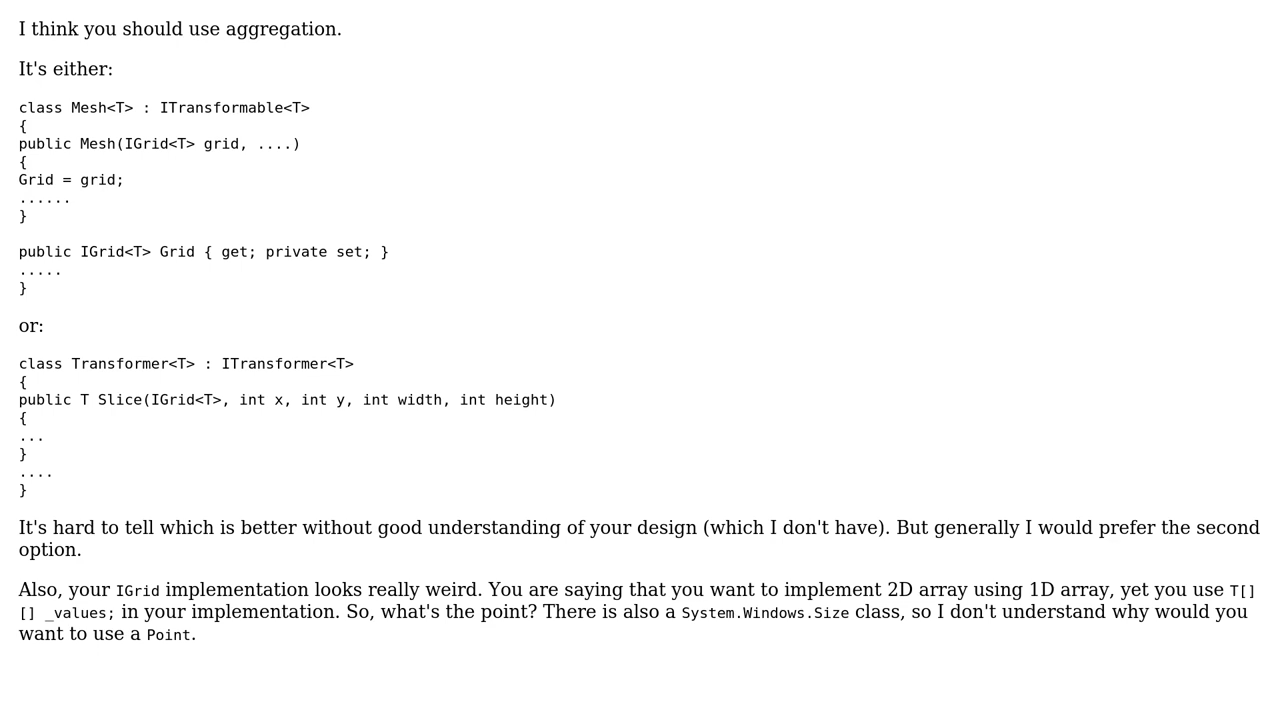 I think you should use aggregation.
It's either:
class Mesh<T> : ITransformable<T>
{
public Mesh(IGrid<T> grid, ....)
{
Grid = grid;
......
}
public IGrid<T> Grid { get; private set; }
.....
}
or:
class Transformer<T> : ITransformer<T>
{
public T Slice(IGrid<T>, int x, int y, int width, int height)
{
...
}
....
}
It's hard to tell which is better without good understanding of your design (which I don't have). But generally I would prefer the second
option.
Also, your IGrid implementation looks really weird. You are saying that you want to implement 2D array using 1D array, yet you use T[]
[] _values; in your implementation. So, what's the point? There is also a System.Windows.Size class, so I don't understand why would you
want to use a Point.